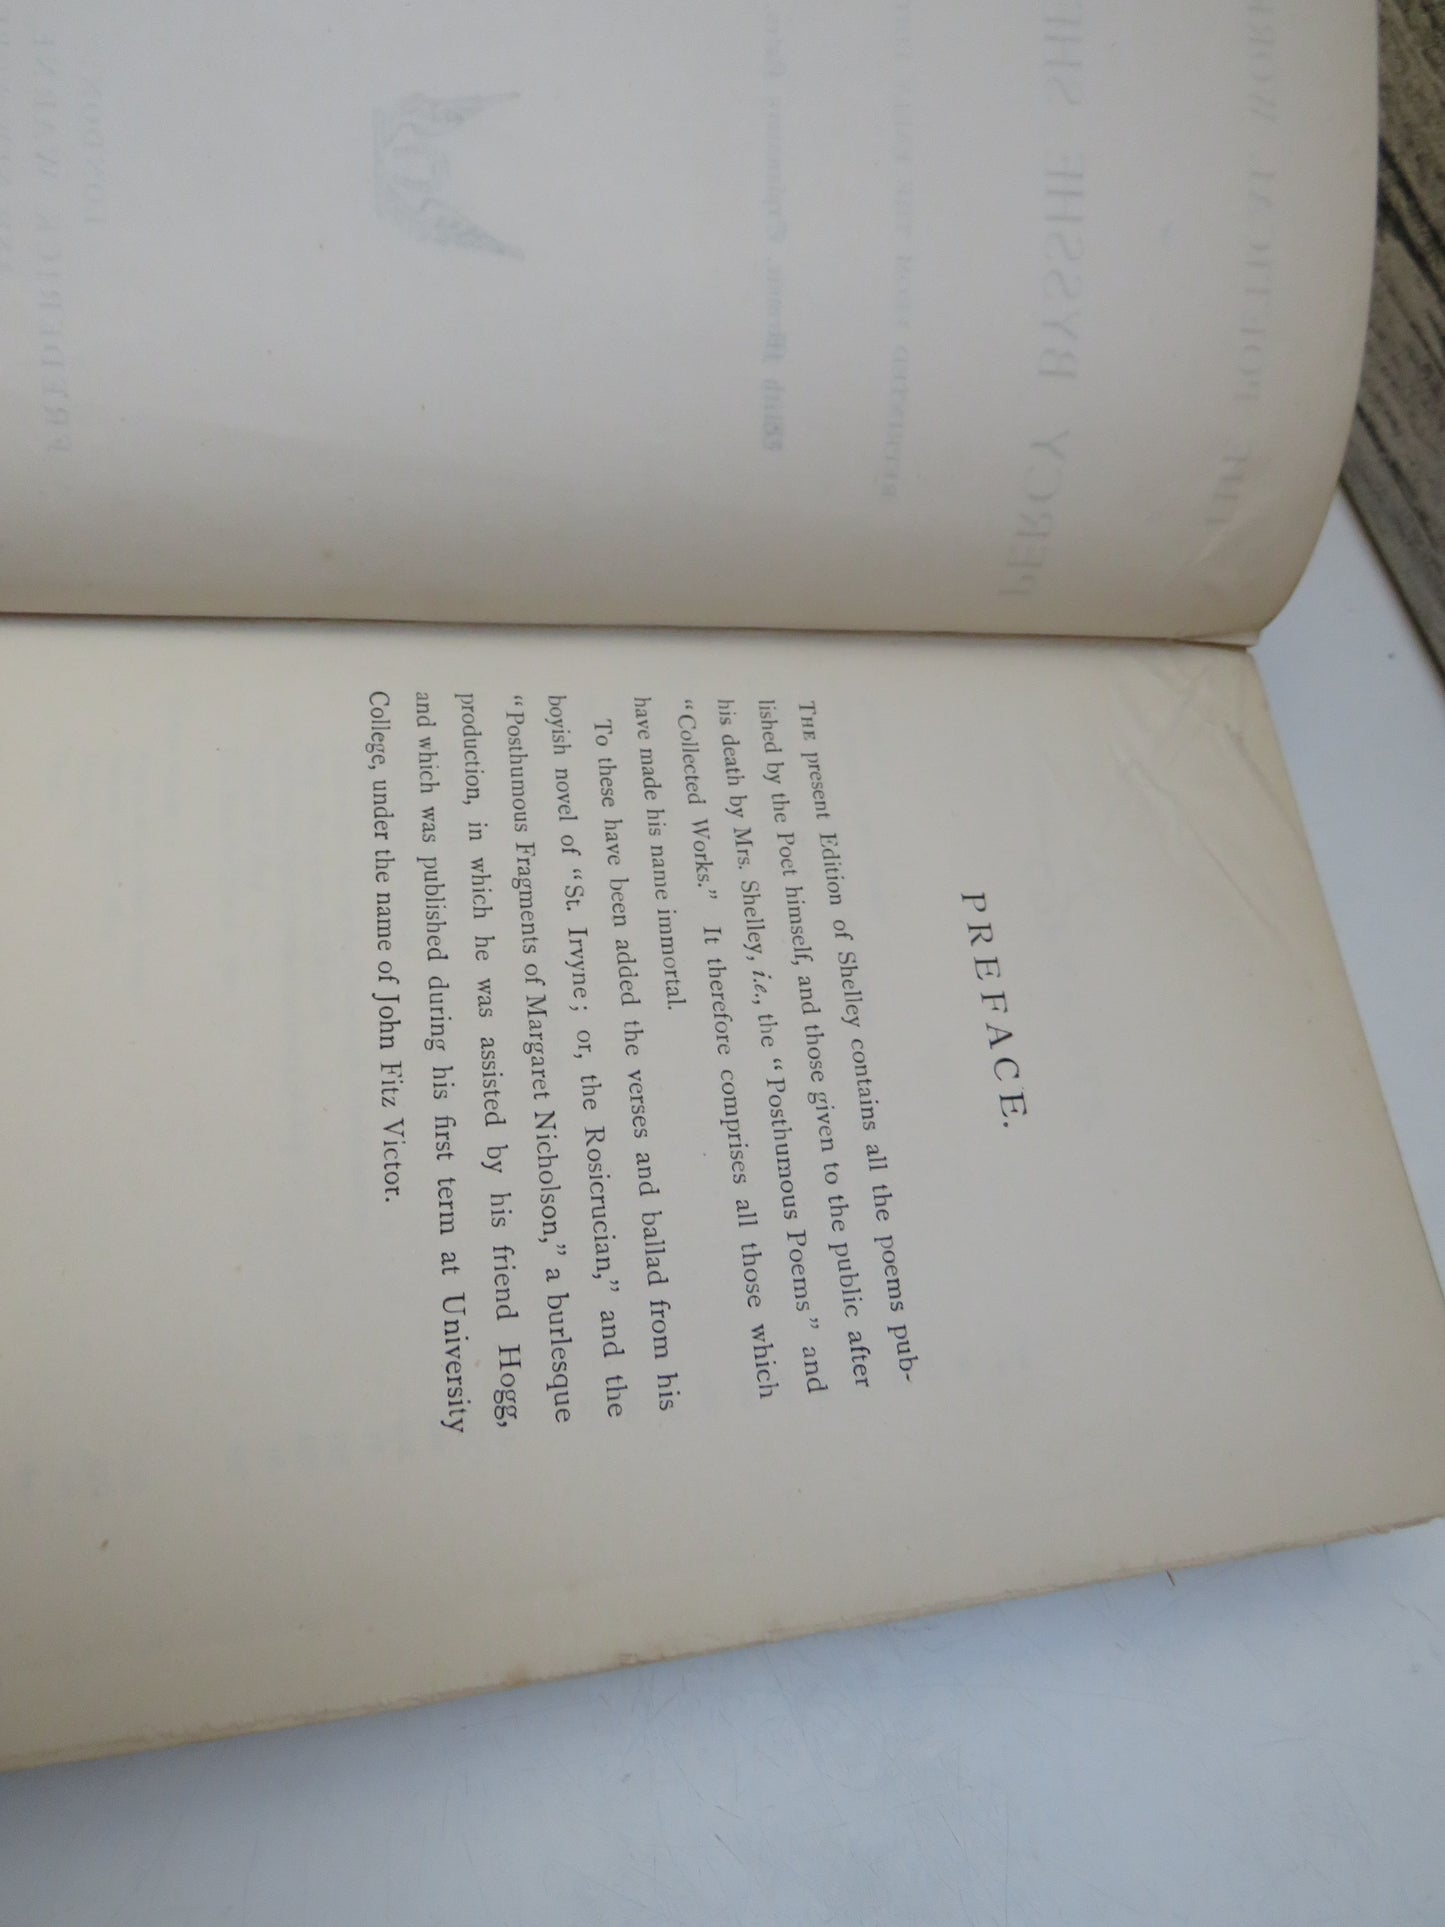 PREFACE.
THE present Edition of Shelley contains all the poems pub-
lished by the Poet himself, and those given to the public after
his death by Mrs. Shelley, i.e., the “Posthumous Poems” and
“Collected Works.” It therefore comprises all those which
have made his name immortal.
To these have been added the verses and ballad from his
boyish novel of “St. Irvyne; or, the Rosicrucian,” and the
“Posthumous Fragments of Margaret Nicholson,” a burlesque
production, in which he was assisted by his friend Hogg,
and which was published during his first term at University
College, under the name of John Fitz Victor.